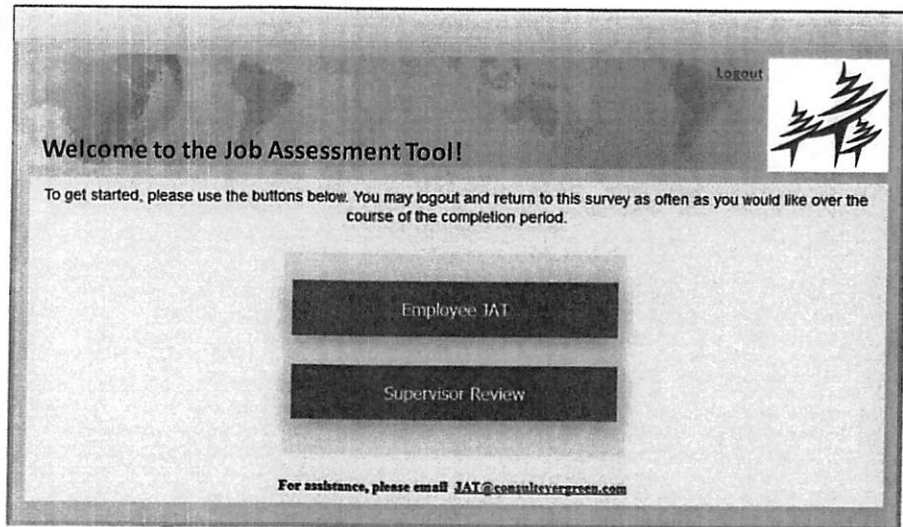 Logout
Welcome to the Job Assessment Tool!
To get started, please use the buttons below. You may logout and return to this survey as often as you would like over the
course of the completion period.
Employee JAT
Supervisor Review
For assistance, please email JAT@consultevergreen.com